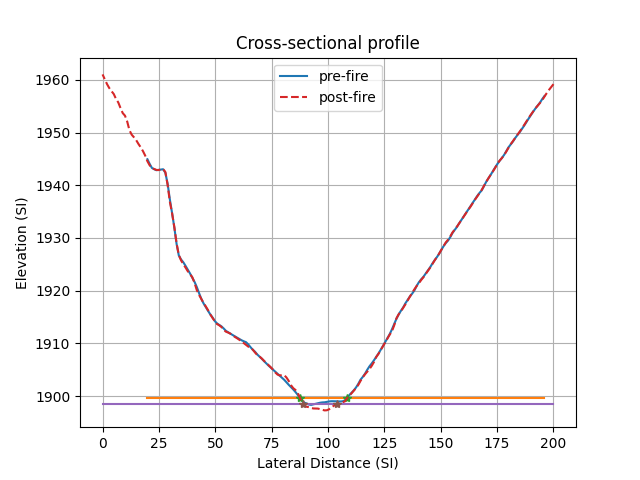 Cross-sectional profile
pre-fire
post-fire
Elevation (SI)
1960
1950
1940
1930
1920
1910
1900
0 25 50 75 100 125 150 175 200
Lateral Distance (SI)